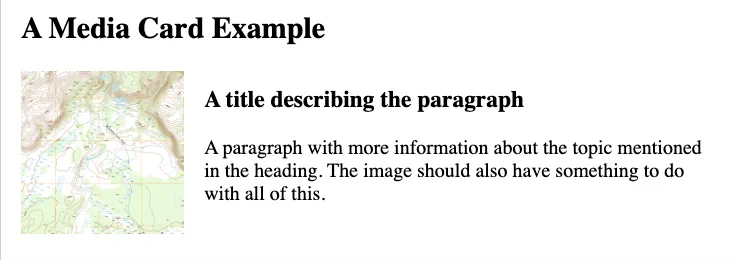 A Media Card Example
A title describing the paragraph
A paragraph with more information about the topic mentioned
in the heading. The image should also have something to do
with all of this.